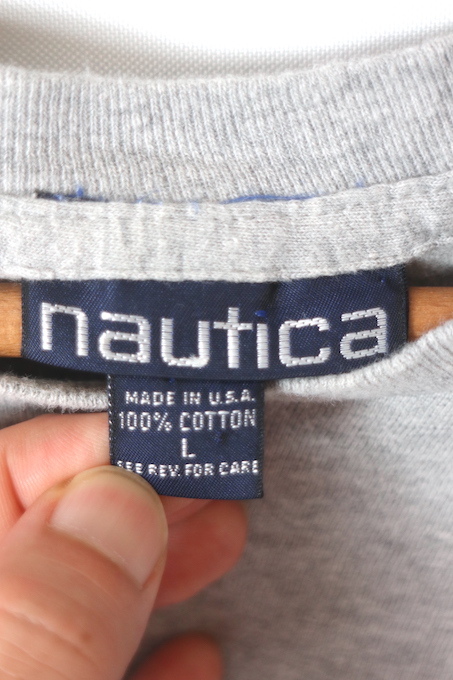 nautica
MADE IN U.S.A.
100% COTTON
L
SEE REV. FOR CARE